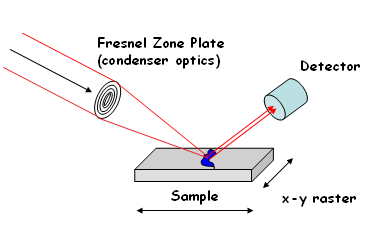 Fresnel Zone Plate
(condenser optics)
Detector
Sample
x-y raster